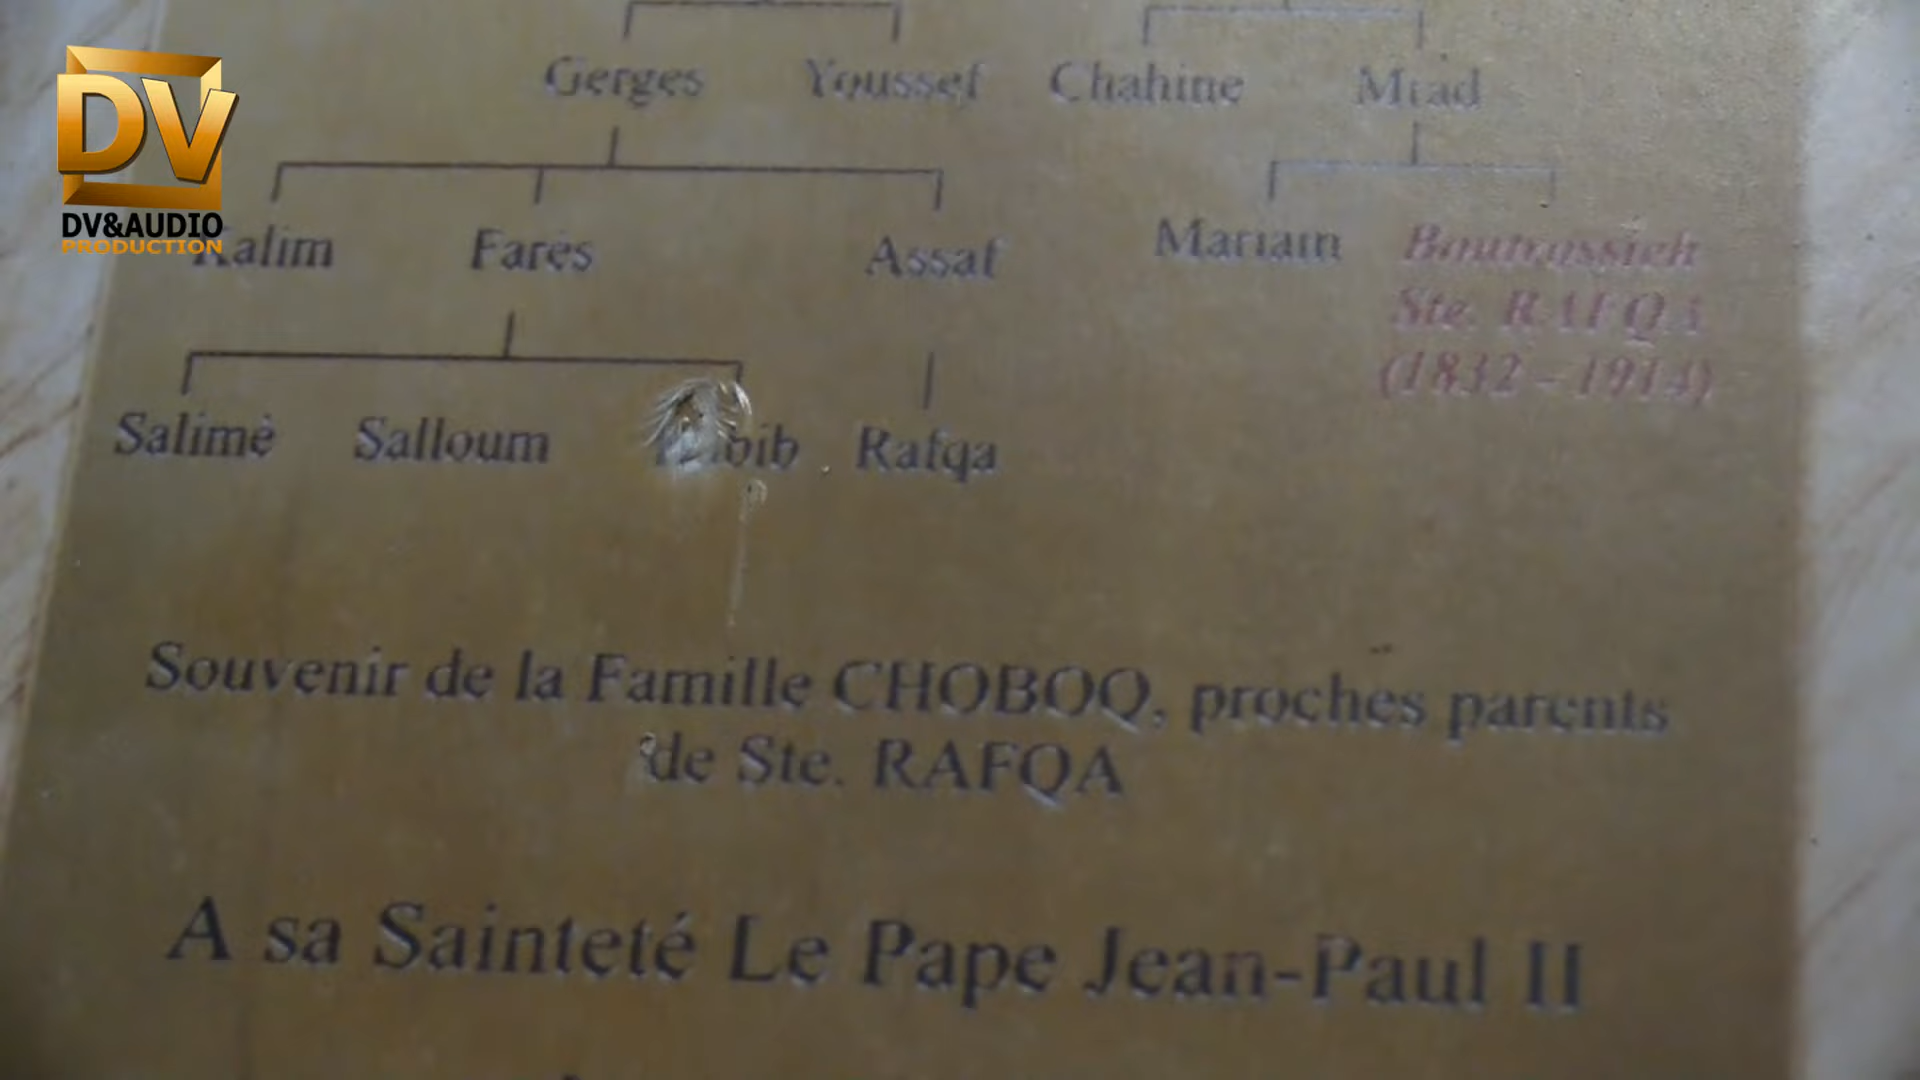 DV
DV&AUDIO
PRODUCTION
Gerges Youssef Chahine Mrad
Fares Assaf Mariam Boutrossieh
Ste. RAFQA
(1832 - 1914)
Salimé Salloum Rafqa
Souvenir de la Famille CHOBOQ, proches parents
de Ste. RAFQA
A sa Sainteté Le Pape Jean-Paul II